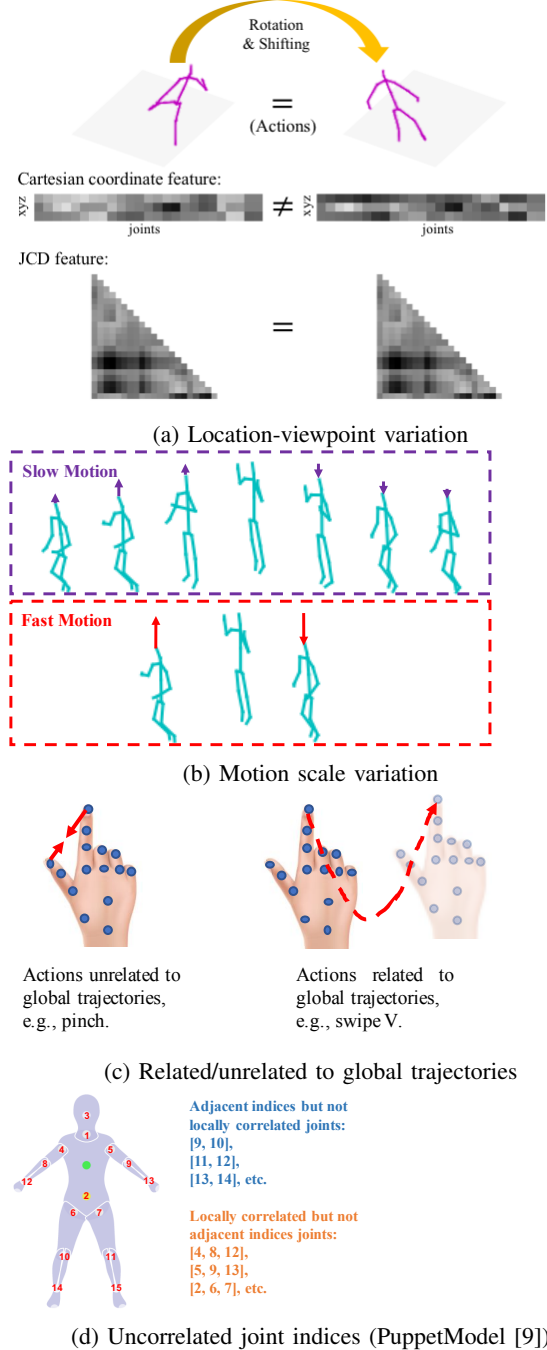 Rotation
& Shifting
=
(Actions)
Cartesian coordinate feature:
xyz
≠
xyz
joints
joints
JCD feature:
=
(a) Location-viewpoint variation
Slow Motion
Fast Motion
(b) Motion scale variation
Actions unrelated to
global trajectories,
e.g., pinch.
Actions related to
global trajectories,
e.g., swipe V.
(c) Related/unrelated to global trajectories
3
1
4
5
8
9
12
13
2
6
7
10
11
14
15
Adjacent indices but not
locally correlated joints:
[9, 10],
[11, 12],
[13, 14], etc.
Locally correlated but not
adjacent indices joints:
[4, 8, 12],
[5, 9, 13],
[2, 6, 7], etc.
(d) Uncorrelated joint indices (PuppetModel [9])